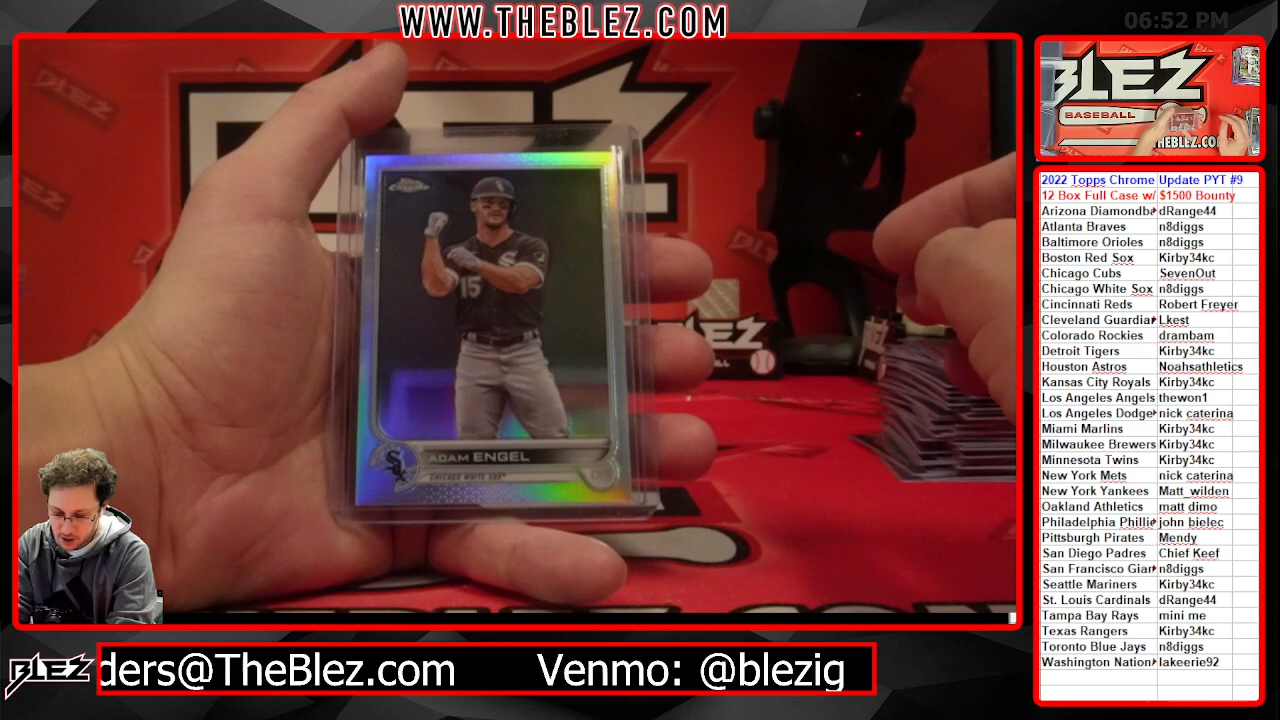 WWW.THEBLEZ.COM
06:52 PM
BLEZ
BASEBALL
THEBLEZ.CO
Topps
Chrome
15
ADAM ENGEL
CHICAGO WHITE SOX
2022 Topps Chrome Update PYT #9
12 Box Full Case w/ $1500 Bounty
Arizona Diamondba dRange44
Atlanta Braves n8diggs
Baltimore Orioles n8diggs
Boston Red Sox Kirby34kc
Chicago Cubs SevenOut
Chicago White Sox n8diggs
Cincinnati Reds Robert Freyer
Cleveland Guardian Lkest
Colorado Rockies drambam
Detroit Tigers Kirby34kc
Houston Astros Noahsathletics
Kansas City Royals Kirby34kc
Los Angeles Angels thewon1
Los Angeles Dodge nick caterina
Miami Marlins Kirby34kc
Milwaukee Brewers Kirby34kc
Minnesota Twins Kirby34kc
New York Mets nick caterina
New York Yankees Matt_wilden
Oakland Athletics matt dimo
Philadelphia Phillie john bielec
Pittsburgh Pirates Mendy
San Diego Padres Chief Keef
San Francisco Gian n8diggs
Seattle Mariners Kirby34kc
St. Louis Cardinals dRange44
Tampa Bay Rays mini me
Texas Rangers Kirby34kc
Toronto Blue Jays n8diggs
Washington Nation lakeerie92
BLEZ
ders@TheBlez.com Venmo: @blezig